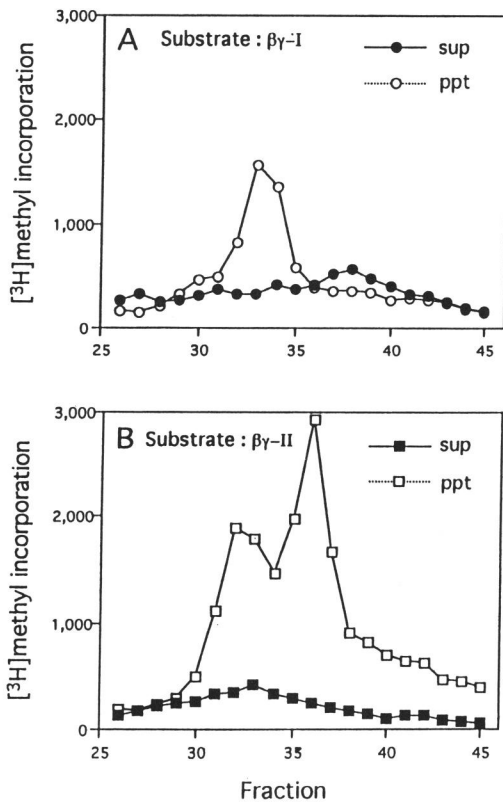 3,000
A Substrate : βγ-I
sup
ppt
2,000
[³H]methyl incorporation
1,000
0
25 30 35 40 45
3,000
B Substrate : βγ-II
sup
ppt
2,000
[³H]methyl incorporation
1,000
0
25 30 35 40 45
Fraction